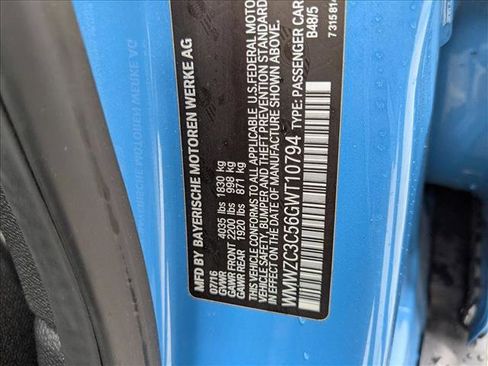 MFD BY BAYERISCHE MOTOREN WERKE AG
07/16
GVWR 4035 lbs 1830 kg
GAWR FRONT 2200 lbs 998 kg
GAWR REAR 1920 lbs 871 kg
THIS VEHICLE CONFORMS TO ALL APPLICABLE U.S. FEDERAL MOTOR
VEHICLE SAFETY, BUMPER AND THEFT PREVENTION STANDARD
IN EFFECT ON THE DATE OF MANUFACTURE SHOWN ABOVE.
WMWZC3C56GWT10794 TYPE: PASSENGER CAR
B48/5
731581